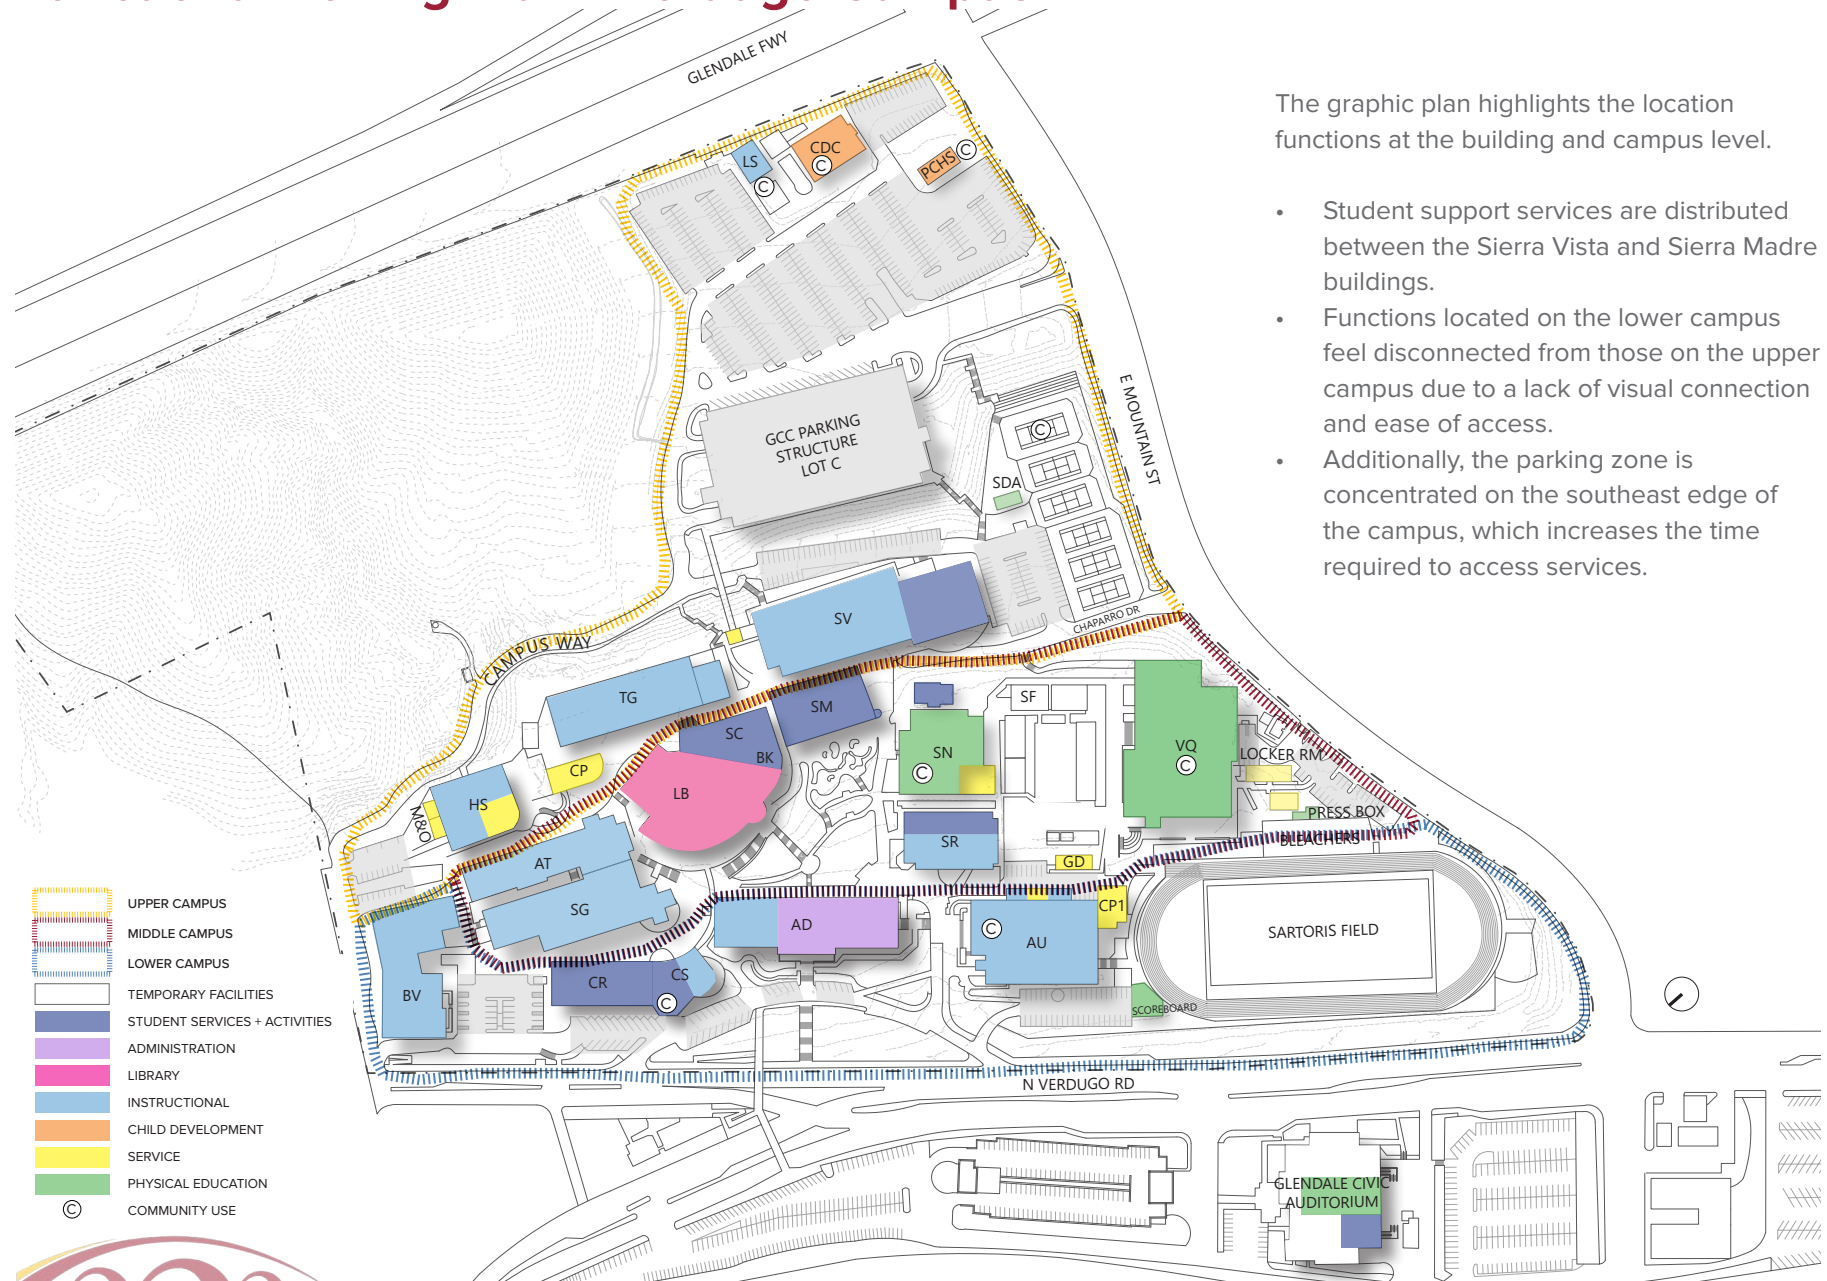 GLENDALE FWY
The graphic plan highlights the location
functions at the building and campus level.
• Student support services are distributed
between the Sierra Vista and Sierra Madre
buildings.
• Functions located on the lower campus
feel disconnected from those on the upper
campus due to a lack of visual connection
and ease of access.
• Additionally, the parking zone is
concentrated on the southeast edge of
the campus, which increases the time
required to access services.
LS
C
CDC
C
PCHS
C
E MOUNTAIN ST
GCC PARKING
STRUCTURE
LOT C
C
SDA
CHAPARRO DR
SV
CAMPUS WAY
TG
SM
SC
BK
SF
SN
C
VQ
C
LOCKER RM
CP
LB
HS
M&O
PRESS BOX
BLEACHERS
SR
GD
AT
SG
AD
CP1
C
AU
SARTORIS FIELD
CR
CS
C
BV
SCOREBOARD
N VERDUGO RD
GLENDALE CIVIC
AUDITORIUM
UPPER CAMPUS
MIDDLE CAMPUS
LOWER CAMPUS
TEMPORARY FACILITIES
STUDENT SERVICES + ACTIVITIES
ADMINISTRATION
LIBRARY
INSTRUCTIONAL
CHILD DEVELOPMENT
SERVICE
PHYSICAL EDUCATION
C COMMUNITY USE